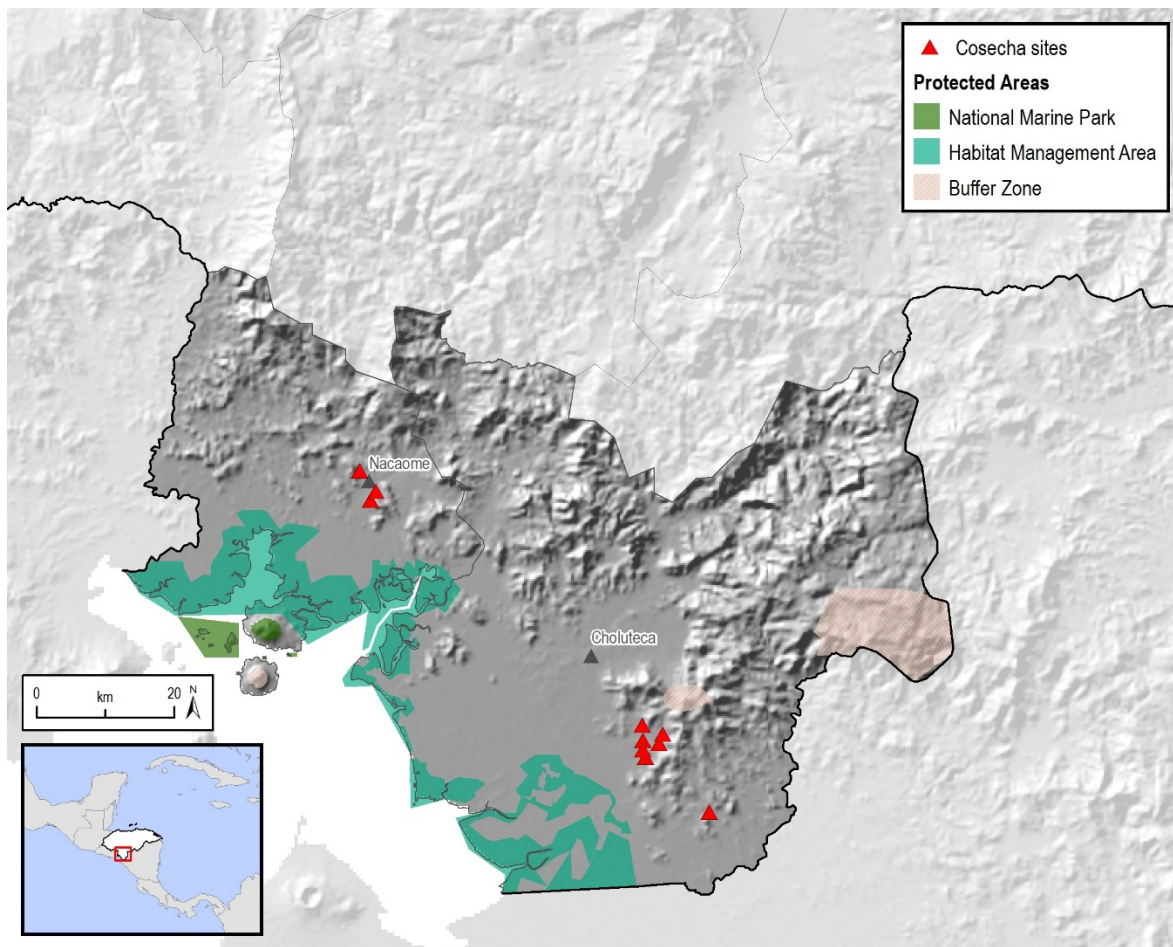 Cosecha sites
Protected Areas
National Marine Park
Habitat Management Area
Buffer Zone
Nacaome
Choluteca
0 20
km
N